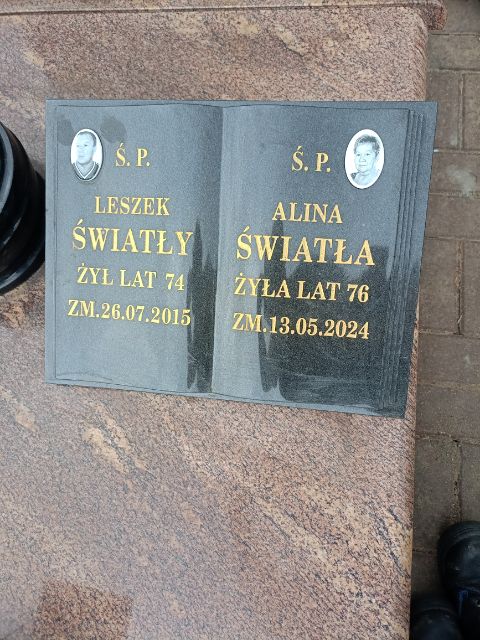 Ś. P.
LESZEK
ŚWIATŁY
ŻYŁ LAT 74
ZM.26.07.2015
Ś. P.
ALINA
ŚWIATŁA
ŻYŁA LAT 76
ZM.13.05.2024